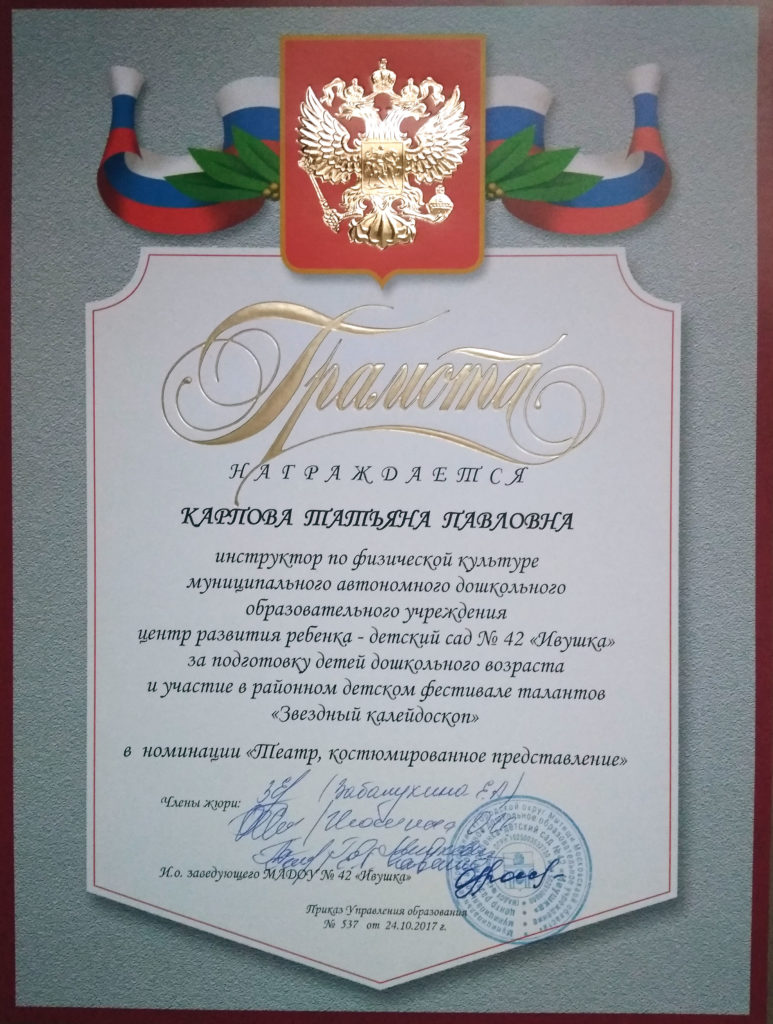 Грамота
НАГРАЖДАЕТСЯ
КАРПОВА ТАТЬЯНА ПАВЛОВНА
инструктор по физической культуре
муниципального автономного дошкольного
образовательного учреждения
центр развития ребенка - детский сад № 42 «Ивушка»
за подготовку детей дошкольного возраста
и участие в районном детском фестивале талантов
«Звездный калейдоскоп»
в номинации «Театр, костюмированное представление»
Члены жюри:
И.о. заведующего МАДОУ № 42 «Ивушка»
Приказ Управления образования
№ 537 от 24.10.2017 г.